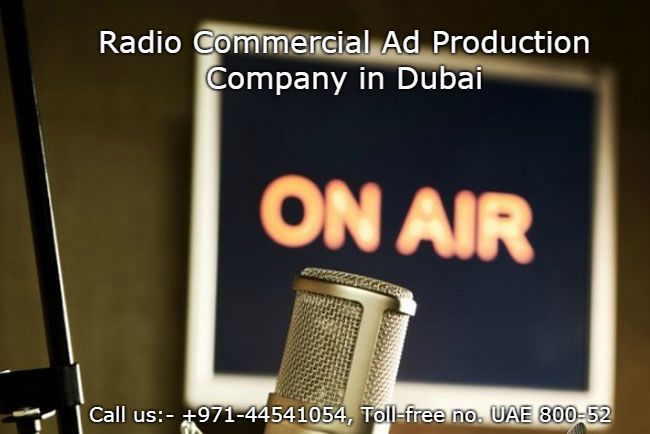 Radio Commercial Ad Production
Company in Dubai
ON AIR
Call us:- +971-44541054, Toll-free no. UAE 800-52